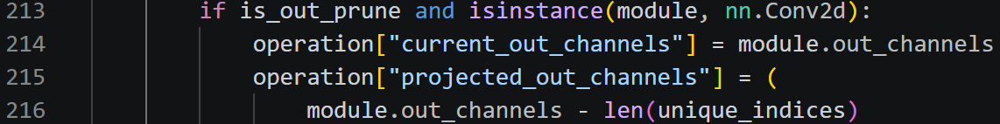 213 if is_out_prune and isinstance(module, nn.Conv2d):
214 operation["current_out_channels"] = module.out_channels
215 operation["projected_out_channels"] = (
216 module.out_channels - len(unique_indices)